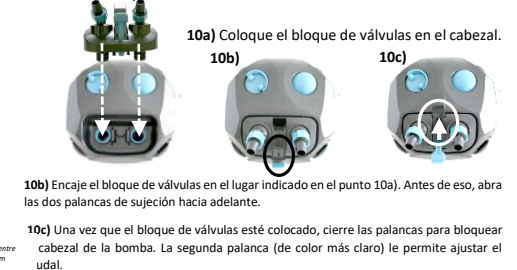 10a) Coloque el bloque de válvulas en el cabezal.
10b)
10c)
10b) Encaje el bloque de válvulas en el lugar indicado en el punto 10a). Antes de eso, abra
las dos palancas de sujeción hacia adelante.
10c) Una vez que el bloque de válvulas esté colocado, cierre las palancas para bloquear
entre
cabezal de la bomba. La segunda palanca (de color más claro) le permite ajustar el
m
udal.